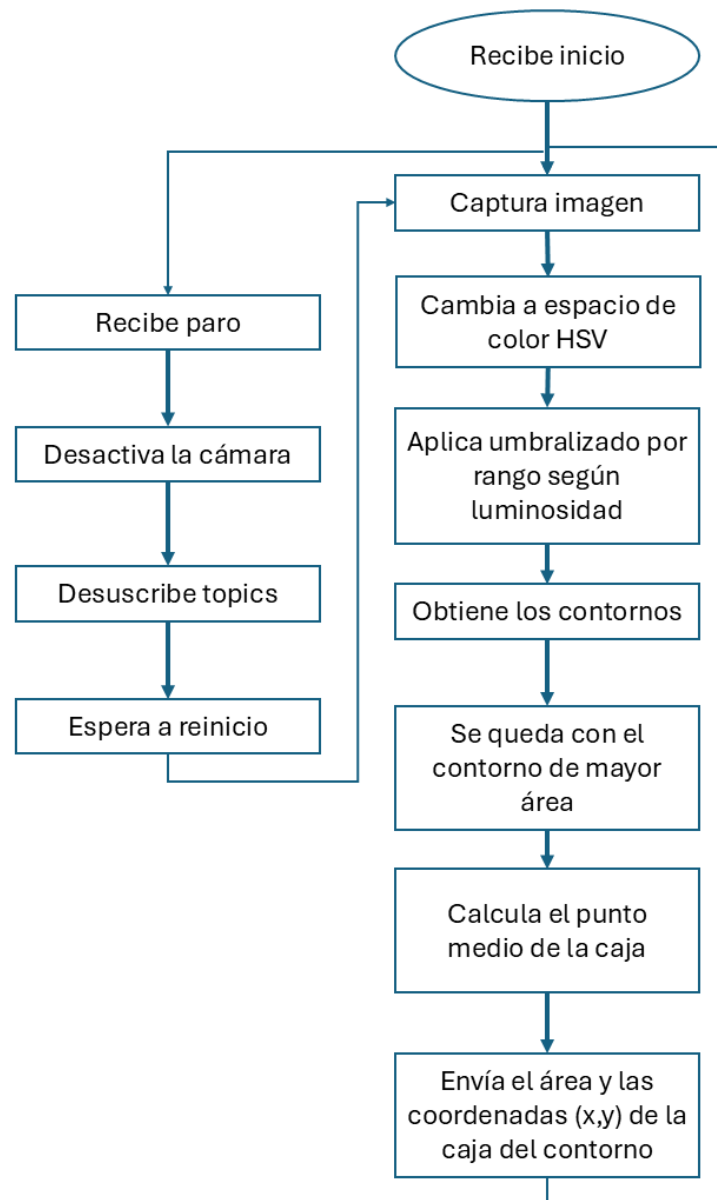 Recibe inicio
Captura imagen
Cambia a espacio de
color HSV
Aplica umbralizado por
rango según
luminosidad
Obtiene los contornos
Se queda con el
contorno de mayor
área
Calcula el punto
medio de la caja
Envía el área y las
coordenadas (x,y) de la
caja del contorno
Recibe paro
Desactiva la cámara
Desuscribe topics
Espera a reinicio